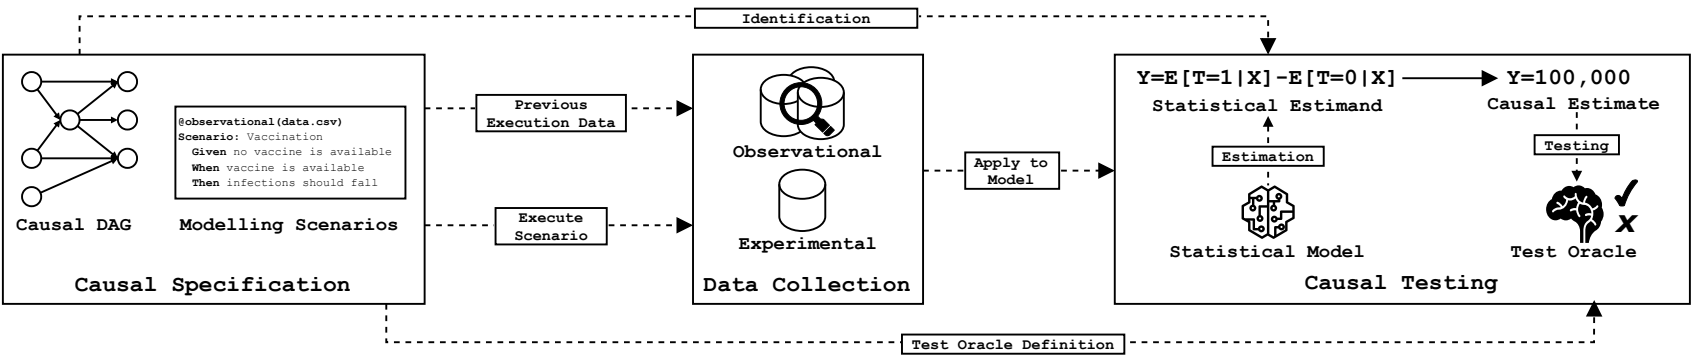 Identification
@observational(data.csv)
Scenario: Vaccination
Given no vaccine is available
When vaccine is available
Then infections should fall
Causal DAG
Modelling Scenarios
Causal Specification
Previous
Execution Data
Execute
Scenario
Observational
Experimental
Data Collection
Apply to
Model
Y=E[T=1|X]-E[T=0|X]
Statistical Estimand
Y=100,000
Causal Estimate
Estimation
Testing
Statistical Model
Test Oracle
Causal Testing
Test Oracle Definition